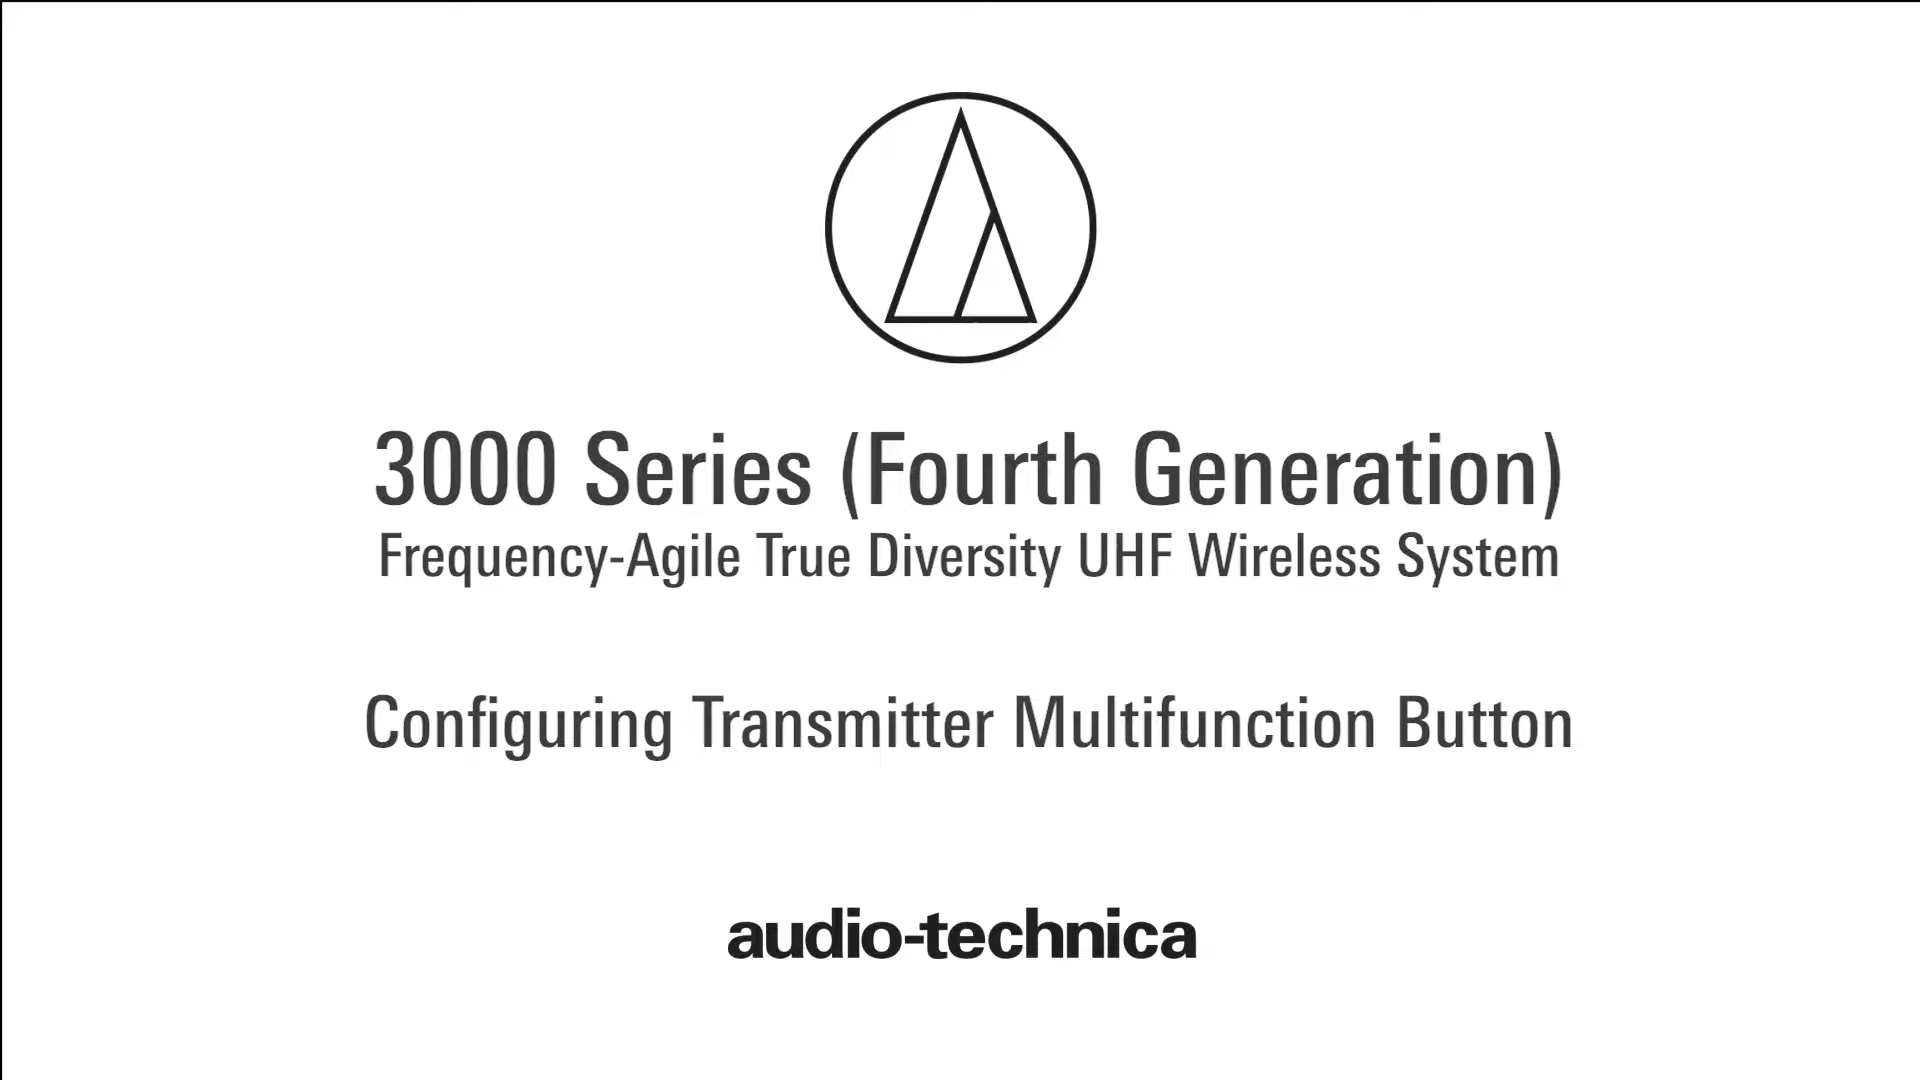 3000 Series (Fourth Generation)
Frequency-Agile True Diversity UHF Wireless System
Configuring Transmitter Multifunction Button
audio-technica